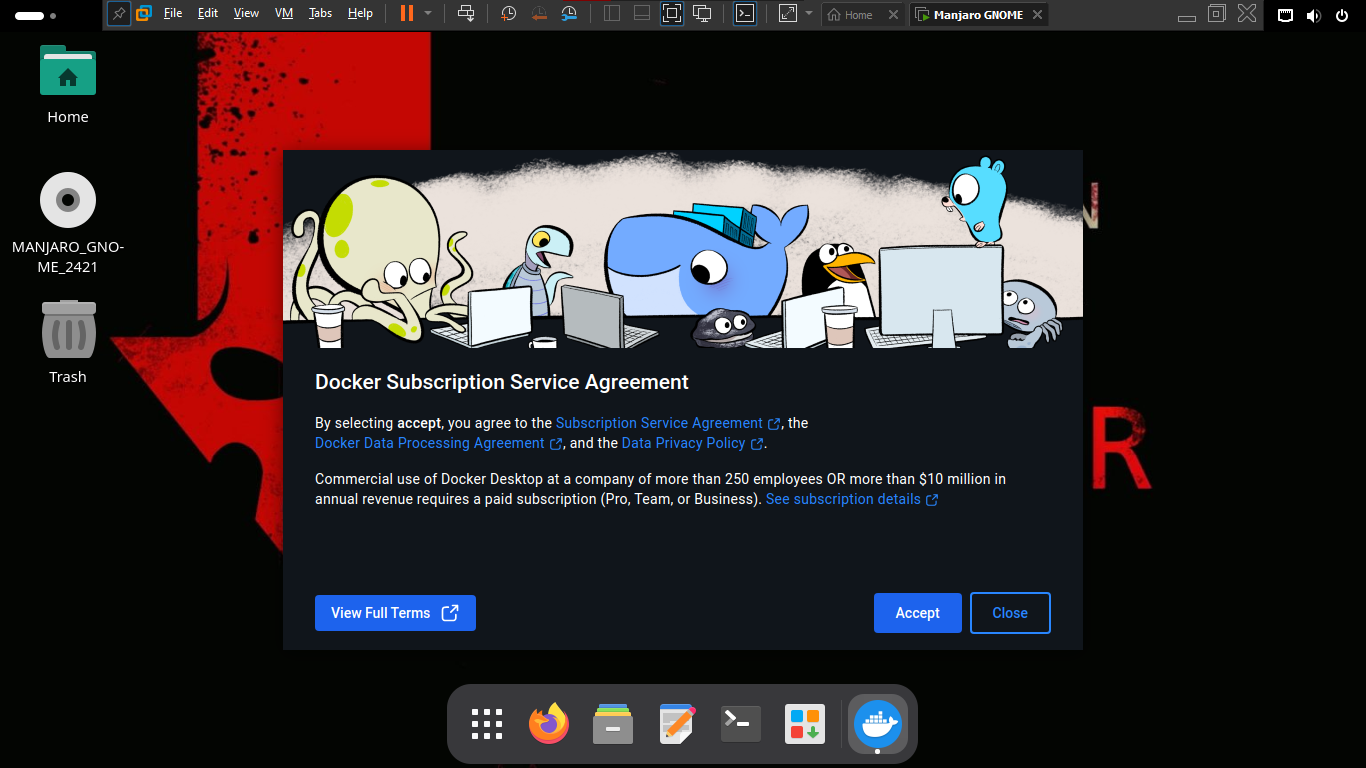 File Edit View VM Tabs Help
Home
Manjaro GNOME
Home
MANJARO_GNO-
ME_2421
Trash
N
R
Docker Subscription Service Agreement
By selecting accept, you agree to the Subscription Service Agreement , the
Docker Data Processing Agreement , and the Data Privacy Policy .
Commercial use of Docker Desktop at a company of more than 250 employees OR more than $10 million in
annual revenue requires a paid subscription (Pro, Team, or Business). See subscription details
View Full Terms
Accept
Close